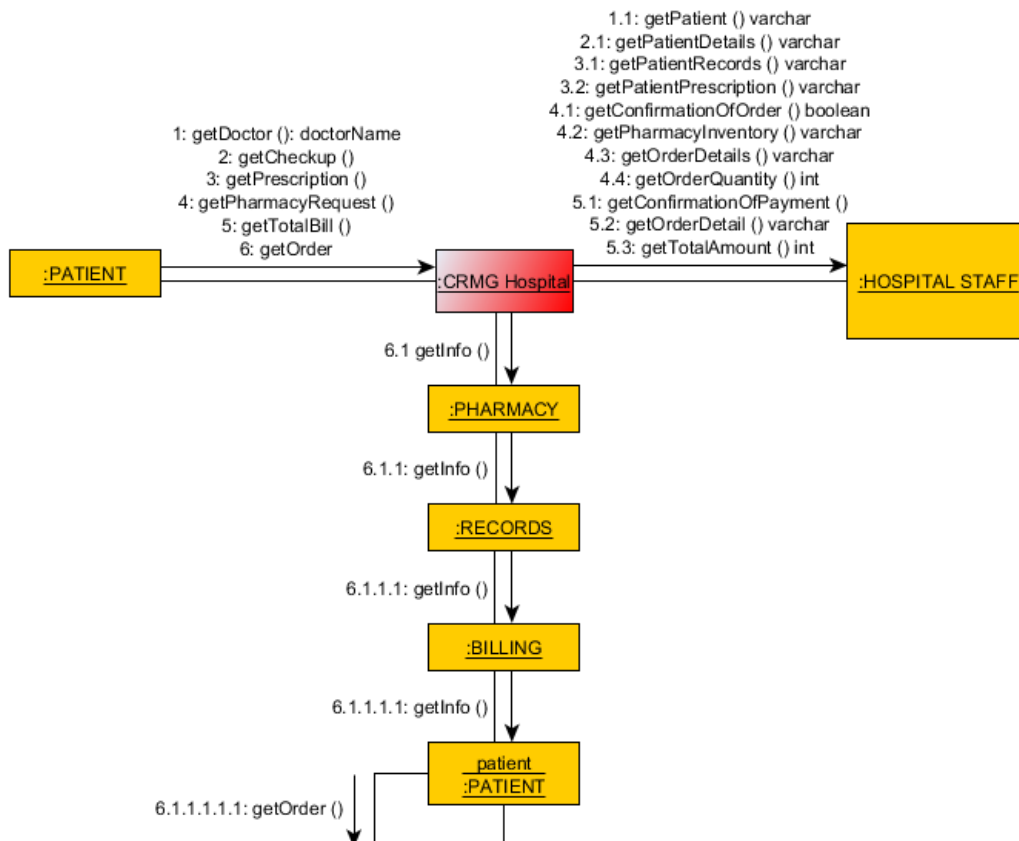 1.1: getPatient () varchar
2.1: getPatientDetails () varchar
3.1: getPatientRecords () varchar
3.2: getPatientPrescription () varchar
4.1: getConfirmationOfOrder () boolean
4.2: getPharmacyInventory () varchar
4.3: getOrderDetails () varchar
4.4: getOrderQuantity () int
5.1: getConfirmationOfPayment ()
5.2: getOrderDetail () varchar
5.3: getTotalAmount () int
1: getDoctor (): doctorName
2: getCheckup ()
3: getPrescription ()
4: getPharmacyRequest ()
5: getTotalBill ()
6: getOrder
:PATIENT
:CRMG Hospital
:HOSPITAL STAFF
6.1 getInfo ()
:PHARMACY
6.1.1: getInfo ()
:RECORDS
6.1.1.1: getInfo ()
:BILLING
6.1.1.1.1: getInfo ()
patient
:PATIENT
6.1.1.1.1.1: getOrder ()